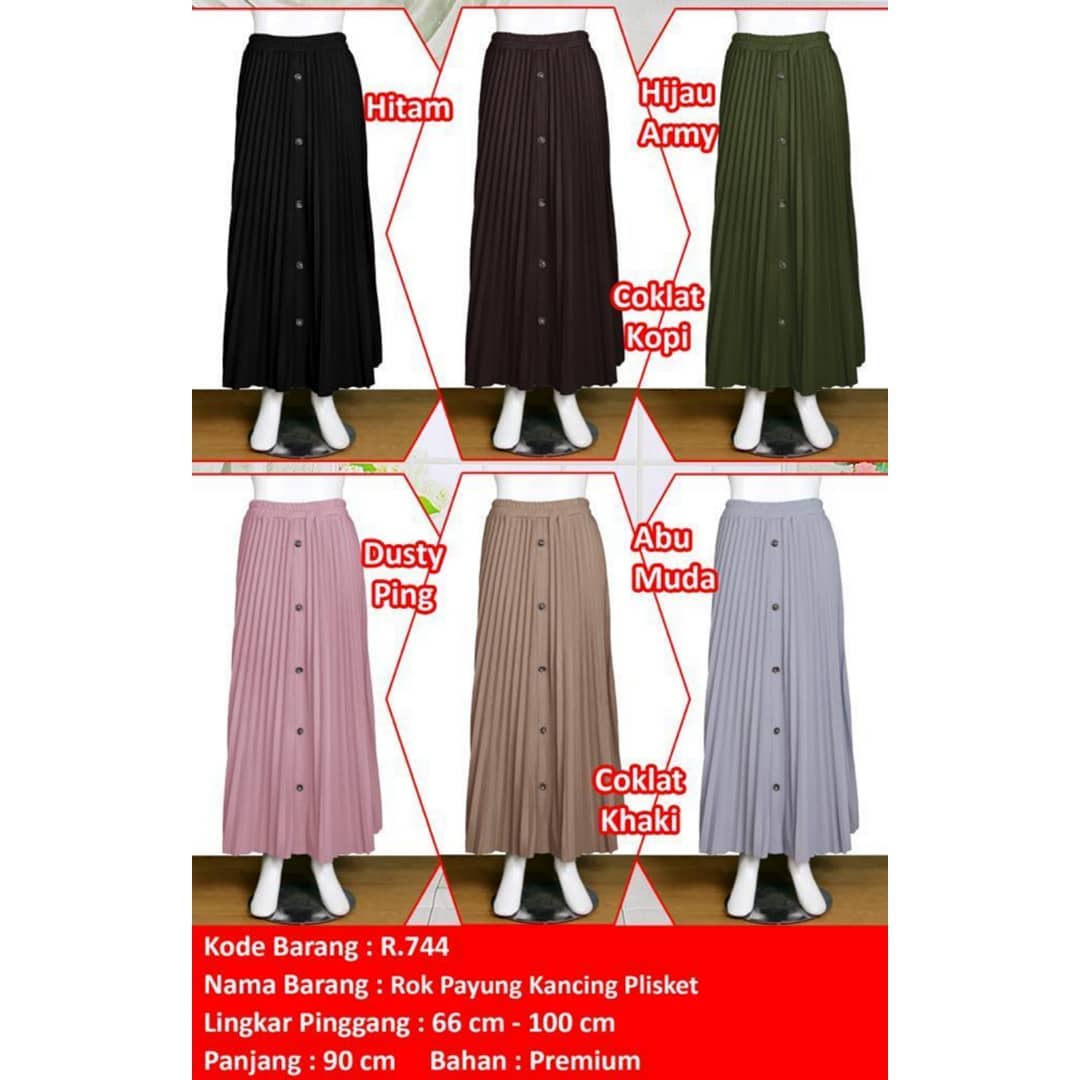 Hitam
Hijau
Army
Coklat
Kopi
Dusty
Ping
Abu
Muda
Coklat
Khaki
Kode Barang : R.744
Nama Barang : Rok Payung Kancing Plisket
Lingkar Pinggang : 66 cm - 100 cm
Panjang : 90 cm Bahan : Premium